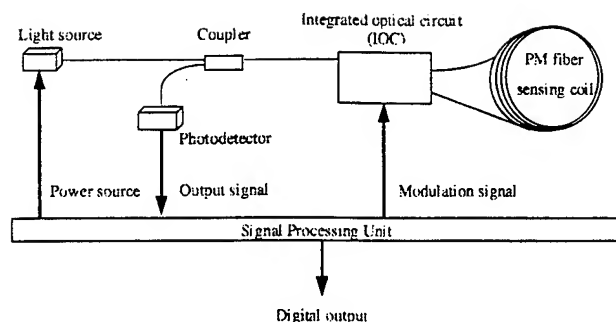 Light source
Coupler
Integrated optical circuit
(IOC)
PM fiber
sensing coil
Photodetector
Power source
Output signal
Modulation signal
Signal Processing Unit
Digital output